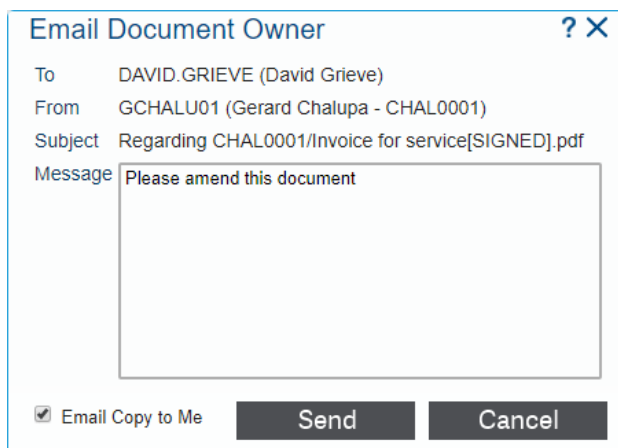 Email Document Owner ?
To DAVID.GRIEVE (David Grieve)
From GCHALU01 (Gerard Chalupa - CHAL0001)
Subject Regarding CHAL0001/Invoice for service[SIGNED].pdf
Message Please amend this document
Email Copy to Me Send Cancel